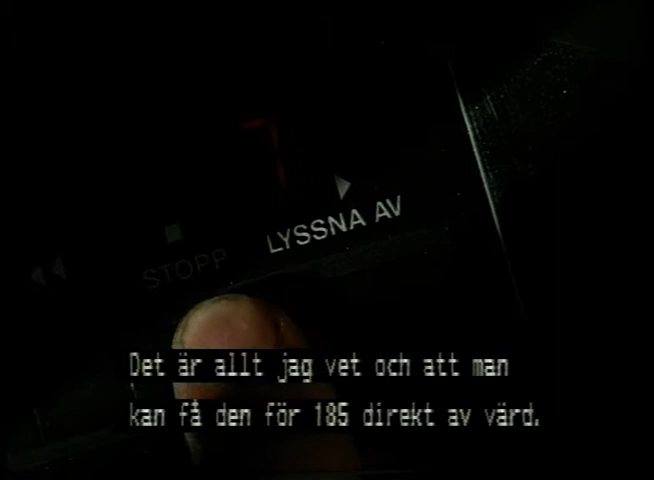 LYSSNA AV
STOPP
Det är allt jag vet och att man
kan få den för 185 direkt av värd.